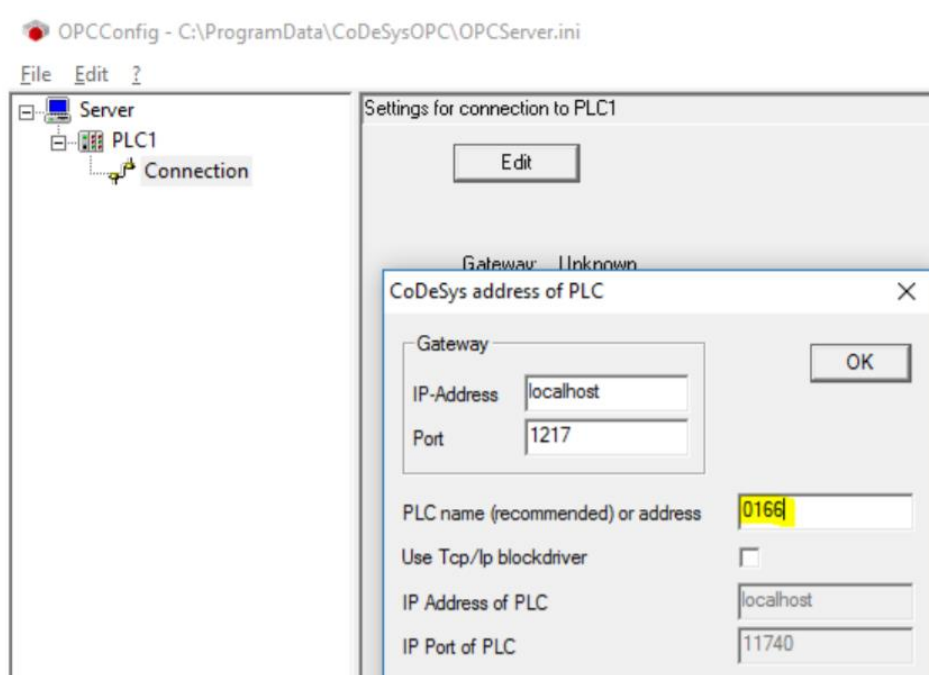 OPCConfig - C:\ProgramData\CoDeSysOPC\OPCServer.ini
File Edit ?
Server
PLC1
Connection
Settings for connection to PLC1
Edit
Gateway: Unknown
CoDeSys address of PLC
Gateway
OK
IP-Address localhost
Port 1217
PLC name (recommended) or address 0166
Use Tcp/Ip blockdriver
IP Address of PLC localhost
IP Port of PLC 11740